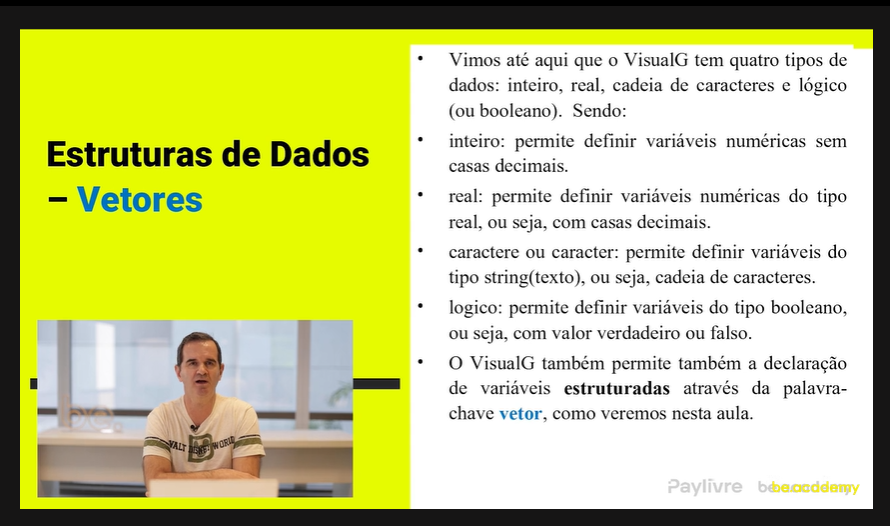 Estruturas de Dados
– Vetores
• Vimos até aqui que o VisualG tem quatro tipos de
dados: inteiro, real, cadeia de caracteres e lógico
(ou booleano). Sendo:
• inteiro: permite definir variáveis numéricas sem
casas decimais.
• real: permite definir variáveis numéricas do tipo
real, ou seja, com casas decimais.
• caractere ou caracter: permite definir variáveis do
tipo string(texto), ou seja, cadeia de caracteres.
• logico: permite definir variáveis do tipo booleano,
ou seja, com valor verdadeiro ou falso.
• O VisualG também permite também a declaração
de variáveis estruturadas através da palavra-
chave vetor, como veremos nesta aula.
WALT DISNEY WORLD
Paylivre